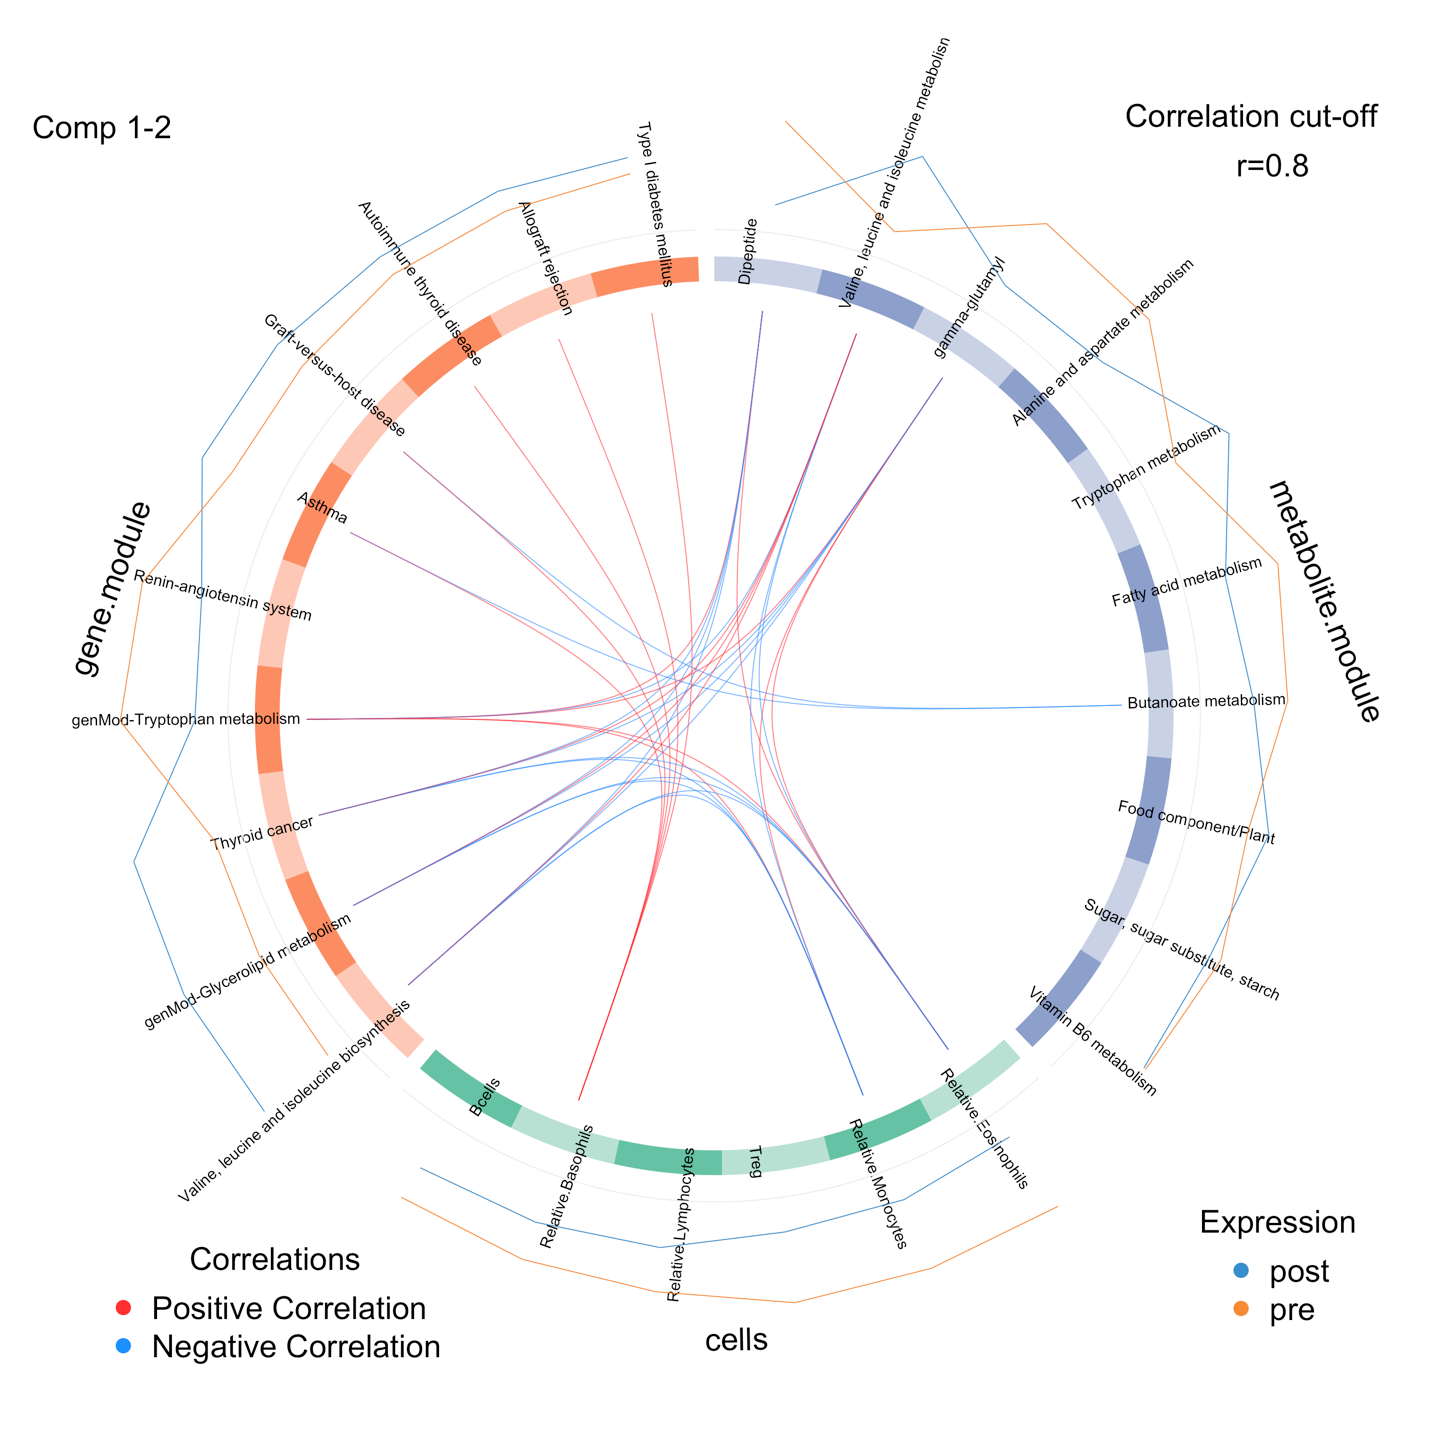 Comp 1-2
Correlation cut-off
r=0.8
Type I diabetes mellitus
Allograft rejection
Autoimmune thyroid disease
Graft-versus-host disease
Asthma
Renin-angiotensin system
genMod-Tryptophan metabolism
Thyroid cancer
genMod-Glycerolipid metabolism
Valine, leucine and isoleucine biosynthesis
gene.module
Dipeptide
Valine, leucine and isoleucine metabolisn
gamma-glutamyl
Alanine and aspartate metabolism
Tryptophan metabolism
Fatty acid metabolism
Butanoate metabolism
Food component/Plant
Sugar, sugar substitute, starch
Vitamin B6 metabolism
metabolite.module
Bcells
Relative.Basophils
Relative.Lymphocytes
Treg
Relative.Monocytes
Relative.Eosinophils
cells
Correlations
Positive Correlation
Negative Correlation
Expression
post
pre